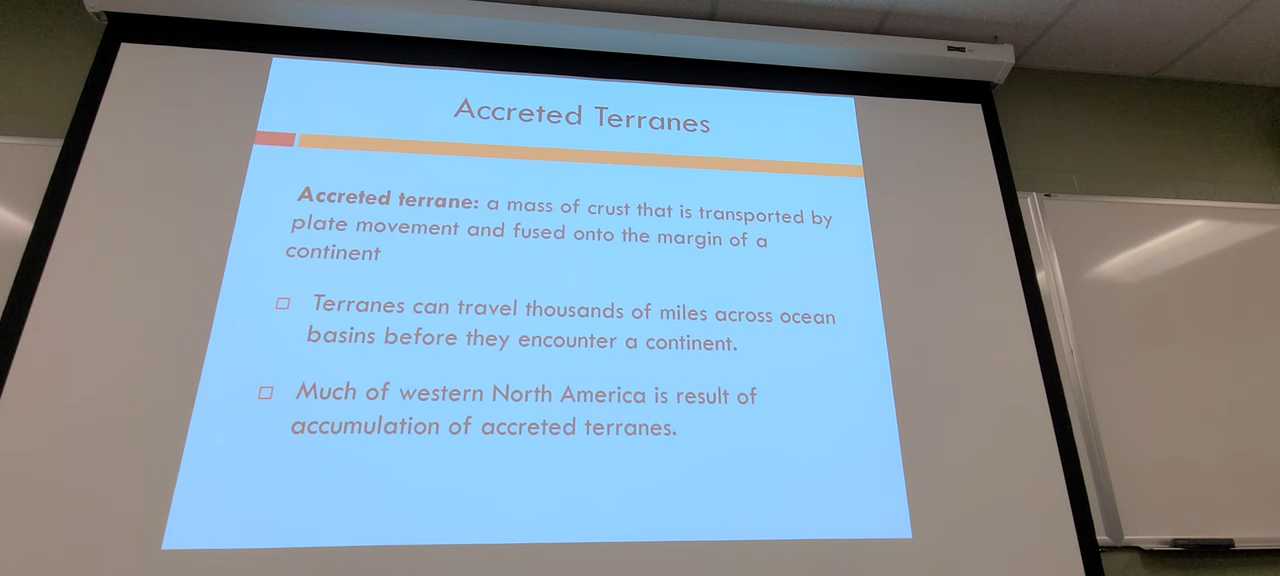 Accreted Terranes
Accreted terrane: a mass of crust that is transported by
plate movement and fused onto the margin of a
continent
Terranes can travel thousands of miles across ocean
basins before they encounter a continent.
Much of western North America is result of
accumulation of accreted terranes.